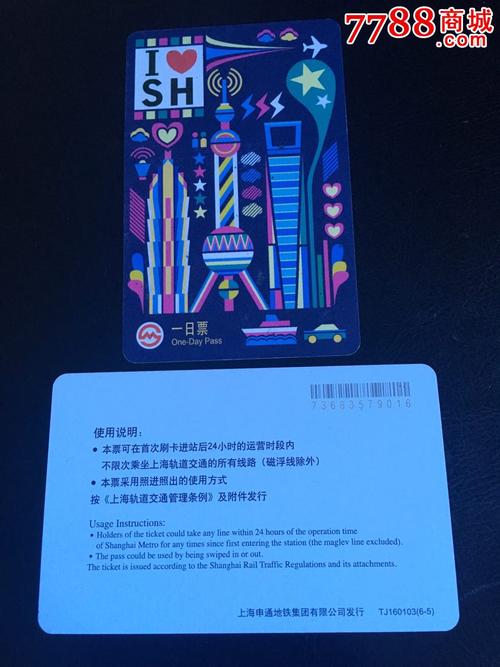 7788商城
.com
I ❤
SH
一日票
One-Day Pass
73683579016
使用说明：
• 本票可在首次刷卡进站后24小时的运营时段内
不限次乘坐上海轨道交通的所有线路（磁浮线除外）
• 本票采用照进照出的使用方式
按《上海轨道交通管理条例》及附件发行
Usage Instructions:
• Holders of the ticket could take any line within 24 hours of the operation time
of Shanghai Metro for any times since first entering the station (the maglev line excluded).
• The pass could be used by being swiped in or out.
The ticket is issued according to the Shanghai Rail Traffic Regulations and its attachments.
上海申通地铁集团有限公司发行 TJ160103(6-5)